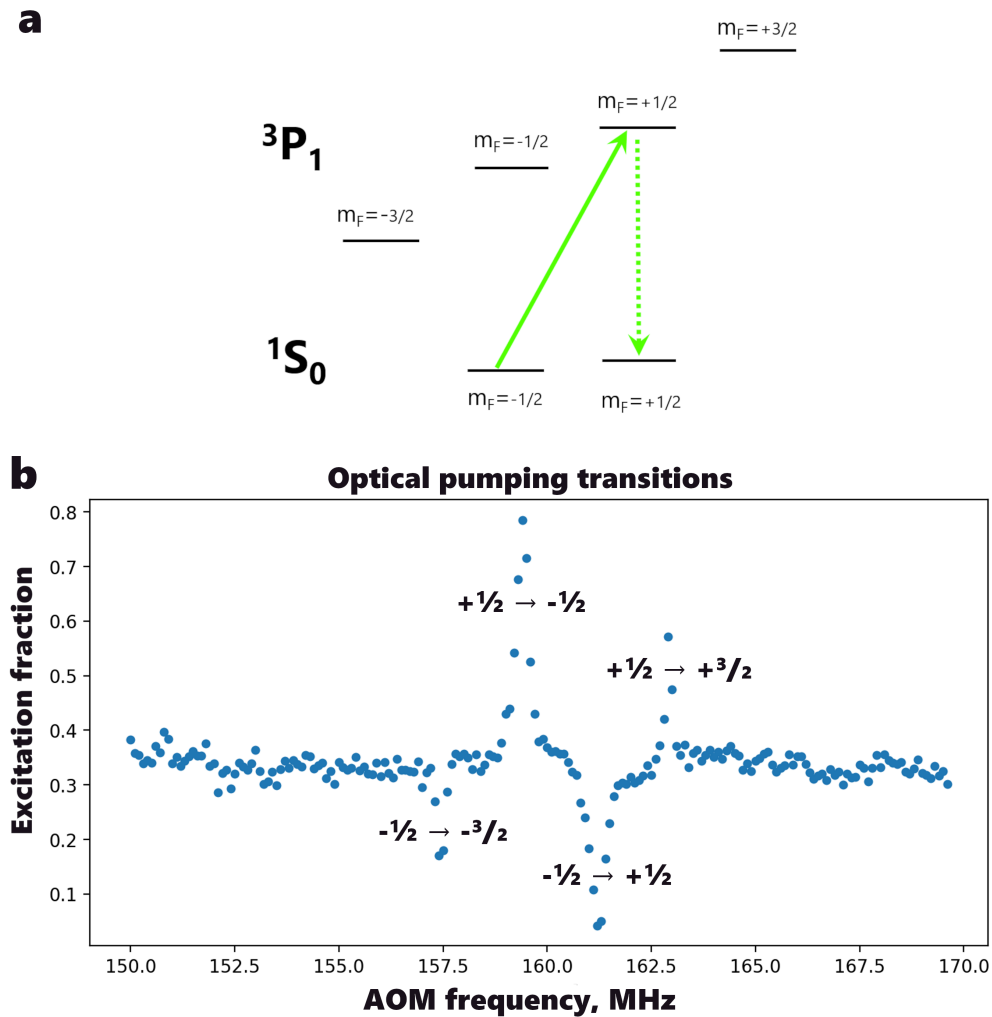 a
mF=+3/2
mF=+1/2
mF=-1/2
³P₁
mF=-3/2
¹S₀
mF=-1/2
mF=+1/2
b
Optical pumping transitions
Excitation fraction
0.8
0.7
0.6
0.5
0.4
0.3
0.2
0.1
+½ → -½
+½ → +³/₂
-½ → -³/₂
-½ → +½
150.0 152.5 155.0 157.5 160.0 162.5 165.0 167.5 170.0
AOM frequency, MHz